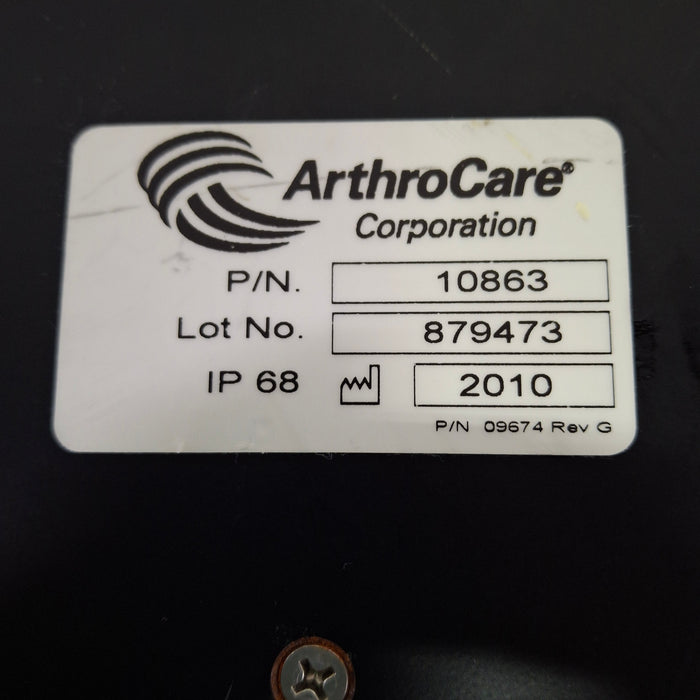 ArthroCare®
Corporation
P/N. 10863
Lot No. 879473
IP 68 2010
P/N 09674 Rev G